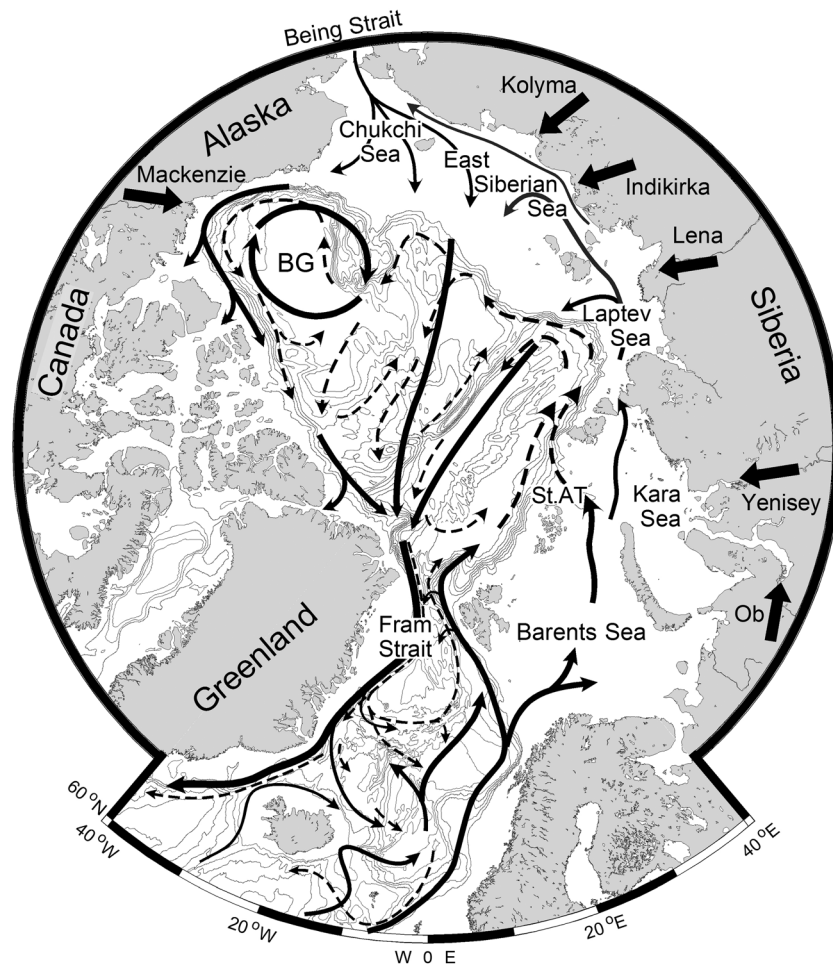 Being Strait
Kolyma
Alaska
Chukchi
Sea
East
Siberian
Sea
Mackenzie
Indikirka
Lena
BG
Canada
Laptev
Sea
Siberia
St.AT
Kara
Sea
Yenisey
Ob
Fram
Strait
Barents Sea
Greenland
60 °N
40 °W
40 °E
20 °W
20 °E
W 0 E